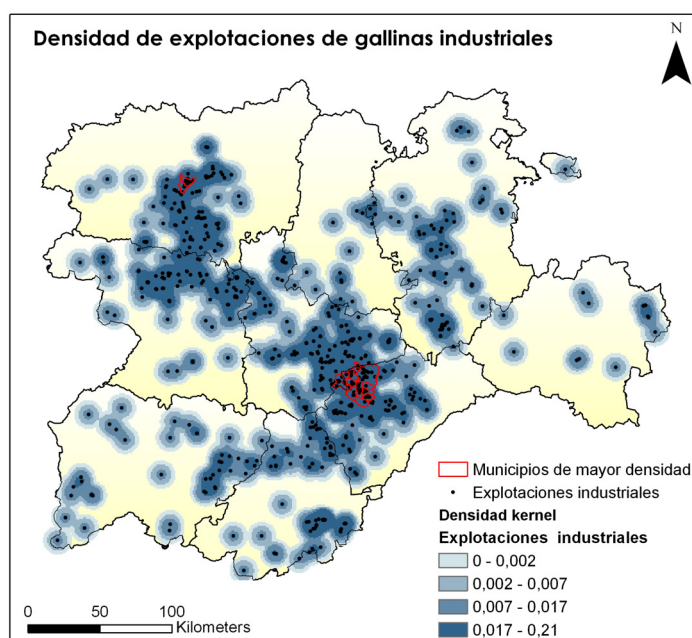 Densidad de explotaciones de gallinas industriales
N
Municipios de mayor densidad
Explotaciones industriales
Densidad kernel
Explotaciones industriales
0 - 0,002
0,002 - 0,007
0,007 - 0,017
0,017 - 0,21
0 50 100
Kilometers